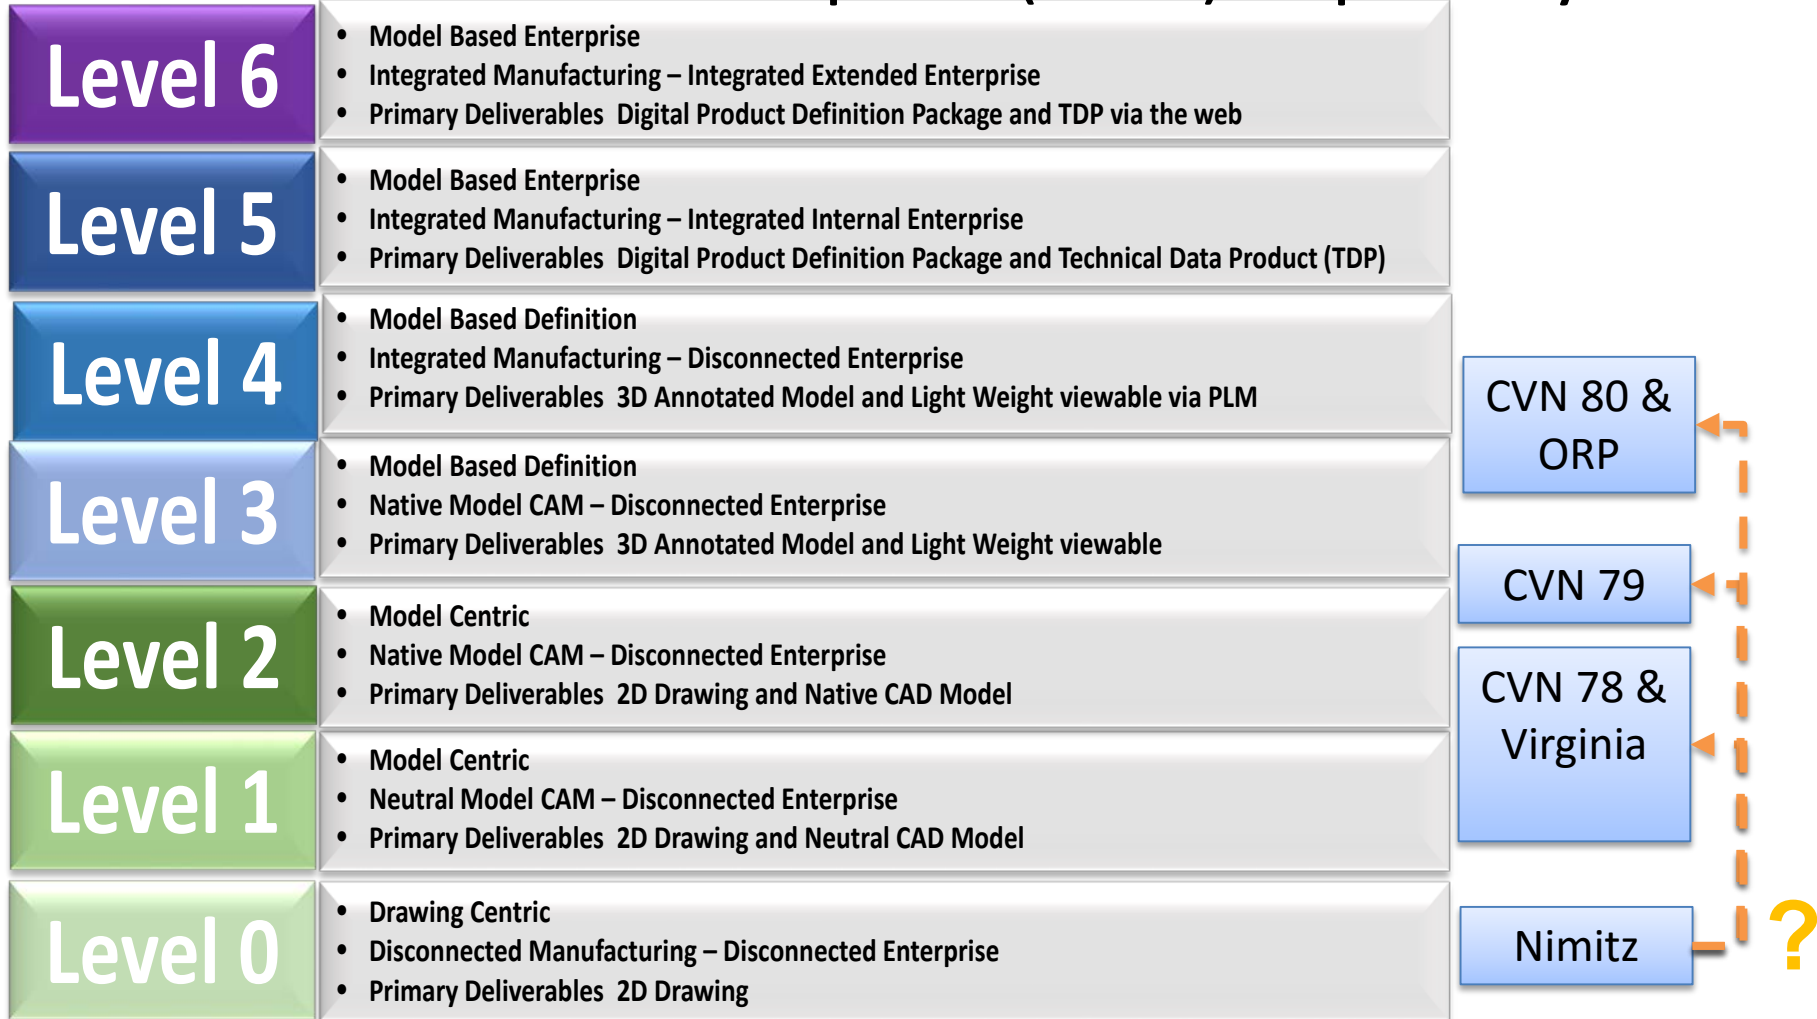 Level 6
• Model Based Enterprise
• Integrated Manufacturing – Integrated Extended Enterprise
• Primary Deliverables  Digital Product Definition Package and TDP via the web
Level 5
• Model Based Enterprise
• Integrated Manufacturing – Integrated Internal Enterprise
• Primary Deliverables  Digital Product Definition Package and Technical Data Product (TDP)
Level 4
• Model Based Definition
• Integrated Manufacturing – Disconnected Enterprise
• Primary Deliverables  3D Annotated Model and Light Weight viewable via PLM
Level 3
• Model Based Definition
• Native Model CAM – Disconnected Enterprise
• Primary Deliverables  3D Annotated Model and Light Weight viewable
Level 2
• Model Centric
• Native Model CAM – Disconnected Enterprise
• Primary Deliverables  2D Drawing and Native CAD Model
Level 1
• Model Centric
• Neutral Model CAM – Disconnected Enterprise
• Primary Deliverables  2D Drawing and Neutral CAD Model
Level 0
• Drawing Centric
• Disconnected Manufacturing – Disconnected Enterprise
• Primary Deliverables  2D Drawing
CVN 80 &
ORP
CVN 79
CVN 78 &
Virginia
Nimitz
?